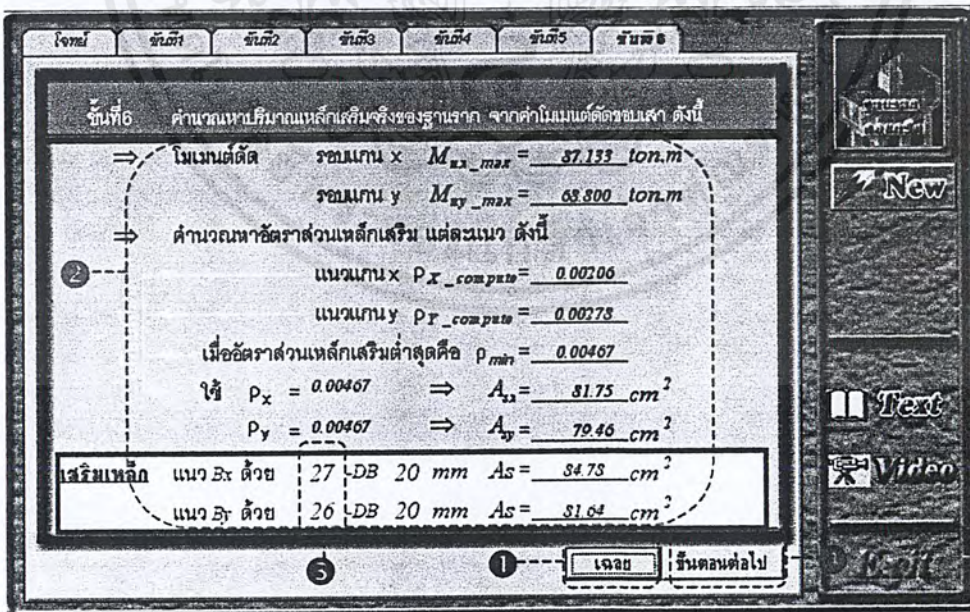 โจทย์ ขั้นที่1 ขั้นที่2 ขั้นที่3 ขั้นที่4 ขั้นที่5 ขั้นที่6
ขั้นที่6 คำนวณหาปริมาณเหล็กเสริมจริงของฐานราก จากค่าโมเมนต์ดัดขอบเสา ดังนี้
⇒ โมเมนต์ดัด รอบแกน x M_ux_max = 87.133 ton.m
รอบแกน y M_uy_max = 68.800 ton.m
⇒ คำนวณหาอัตราส่วนเหล็กเสริม แต่ละแนว ดังนี้
2
แนวแกน x ρ_X_compute = 0.00206
แนวแกน y ρ_Y_compute = 0.00278
เมื่ออัตราส่วนเหล็กเสริมต่ำสุดคือ ρ_min = 0.00467
ใช้ ρx = 0.00467 ⇒ A_sx = 81.75 cm²
ρy = 0.00467 ⇒ A_sy = 79.46 cm²
เสริมเหล็ก แนว Bx ด้วย 27 -DB 20 mm As = 84.78 cm²
แนว By ด้วย 26 -DB 20 mm As = 81.64 cm²
5 1 เฉลย ขั้นตอนต่อไป
New
Text
Video
Exit